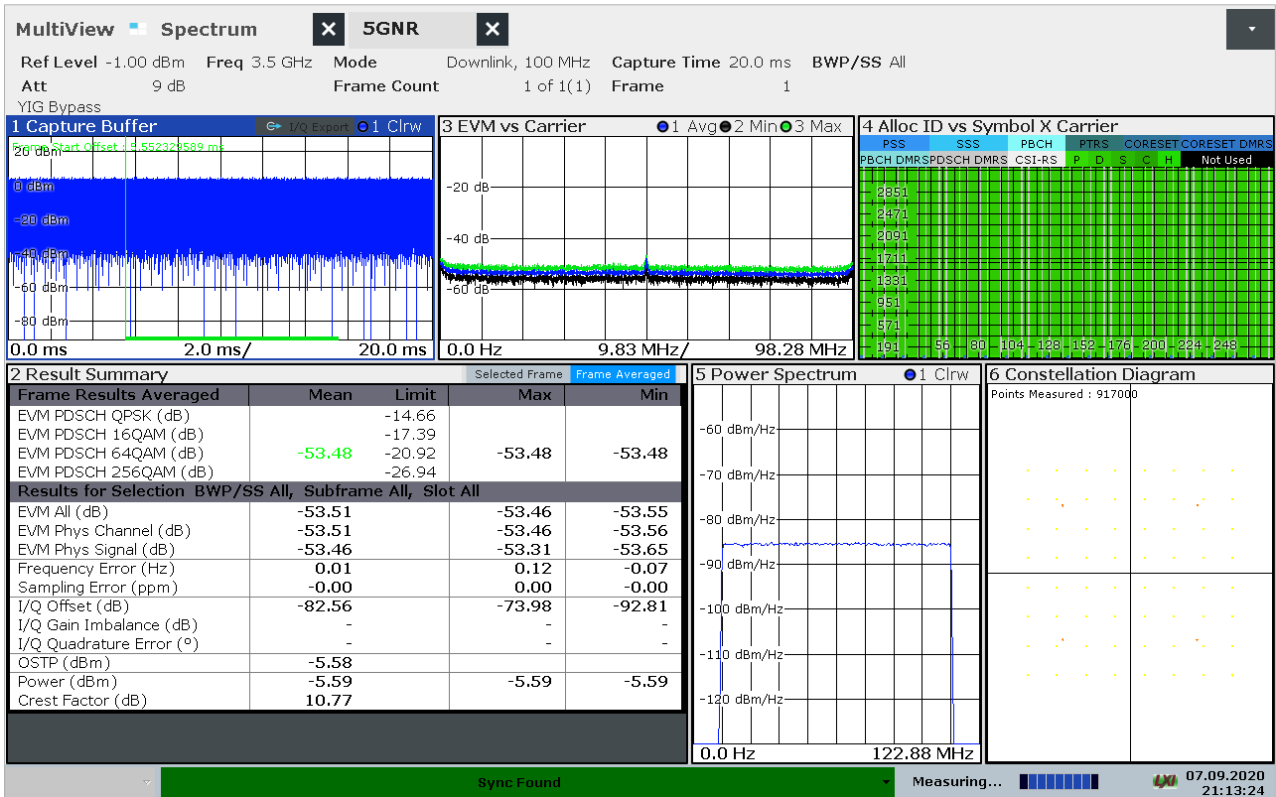 MultiView Spectrum 5GNR
Ref Level -1.00 dBm Freq 3.5 GHz Mode Downlink, 100 MHz Capture Time 20.0 ms BWP/SS All
Att 9 dB Frame Count 1 of 1(1) Frame 1
YIG Bypass
1 Capture Buffer
I/Q Export
1 Clrw
Frame Start Offset : 9.552329589 ms
20 dBm
0 dBm
-20 dBm
-40 dBm
-60 dBm
-80 dBm
0.0 ms 2.0 ms/ 20.0 ms
3 EVM vs Carrier
1 Avg 2 Min 3 Max
-20 dB
-40 dB
-60 dB
0.0 Hz 9.83 MHz/ 98.28 MHz
4 Alloc ID vs Symbol X Carrier
PSS SSS PBCH PTRS CORESET CORESET DMRS
PBCH DMRS PDSCH DMRS CSI-RS P D S C H Not Used
2851
2471
2091
1711
1331
951
571
191 56 80 104 128 152 176 200 224 248
2 Result Summary
Selected Frame Frame Averaged
Frame Results Averaged Mean Limit Max Min
EVM PDSCH QPSK (dB) -14.66
EVM PDSCH 16QAM (dB) -17.39
EVM PDSCH 64QAM (dB) -53.48 -20.92 -53.48 -53.48
EVM PDSCH 256QAM (dB) -26.94
Results for Selection BWP/SS All, Subframe All, Slot All
EVM All (dB) -53.51 -53.46 -53.55
EVM Phys Channel (dB) -53.51 -53.46 -53.56
EVM Phys Signal (dB) -53.46 -53.31 -53.65
Frequency Error (Hz) 0.01 0.12 -0.07
Sampling Error (ppm) -0.00 0.00 -0.00
I/Q Offset (dB) -82.56 -73.98 -92.81
I/Q Gain Imbalance (dB) - - -
I/Q Quadrature Error (º) - - -
OSTP (dBm) -5.58
Power (dBm) -5.59 -5.59 -5.59
Crest Factor (dB) 10.77
5 Power Spectrum
1 Clrw
-60 dBm/Hz
-70 dBm/Hz
-80 dBm/Hz
-90 dBm/Hz
-100 dBm/Hz
-110 dBm/Hz
-120 dBm/Hz
0.0 Hz 122.88 MHz
6 Constellation Diagram
Points Measured : 917000
Sync Found
Measuring...
LXI
07.09.2020
21:13:24